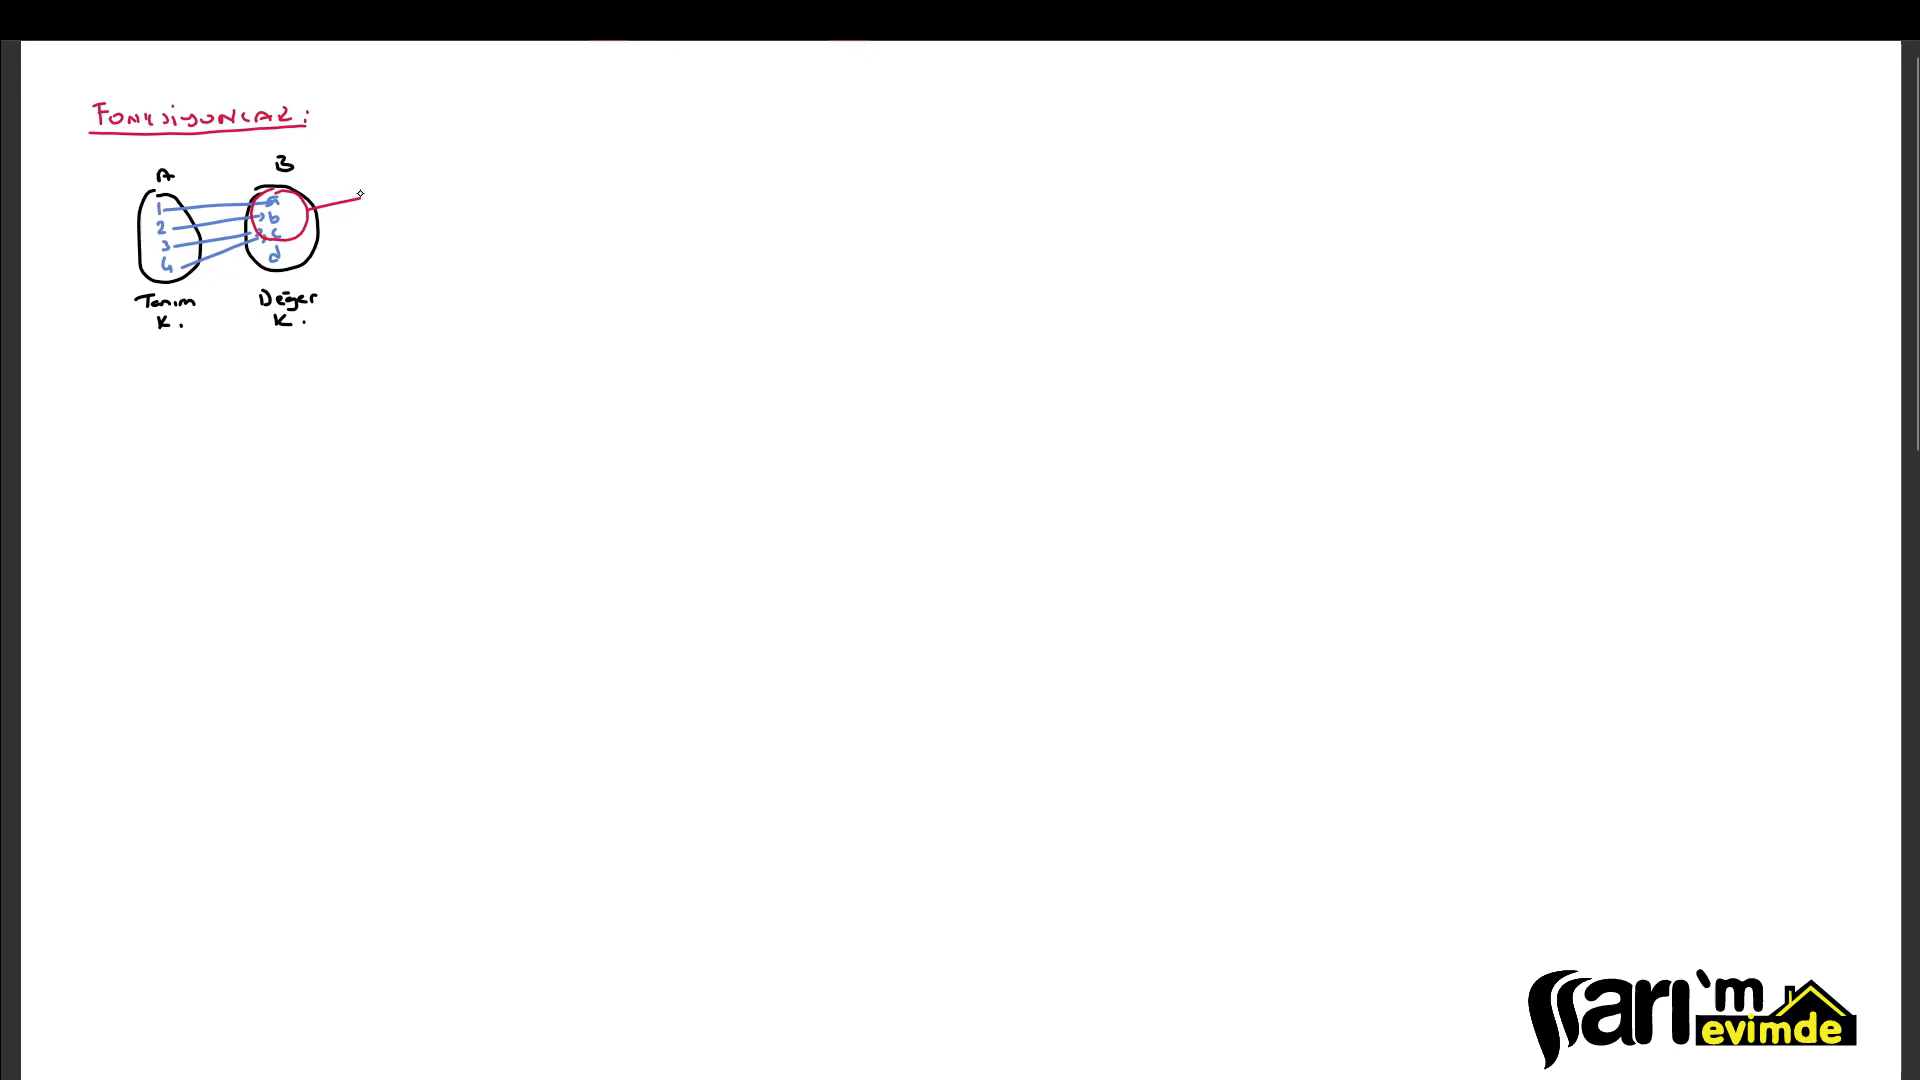 Fonksiyonlar:
A B
1 a
2 b
3 c
4 d
Tanım Değer
K. K.
sarı'm
evimde